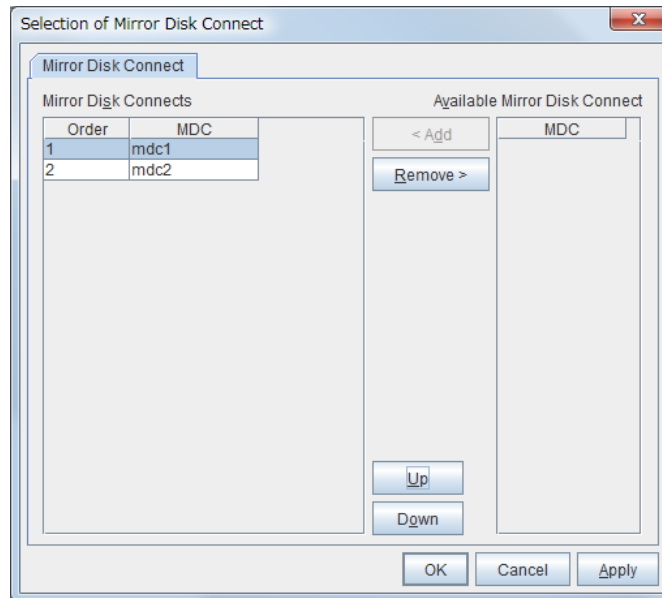 Selection of Mirror Disk Connect
Mirror Disk Connect
Mirror Disk Connects
Available Mirror Disk Connect
Order MDC
1 mdc1
2 mdc2
< Add
Remove >
MDC
Up
Down
OK Cancel Apply